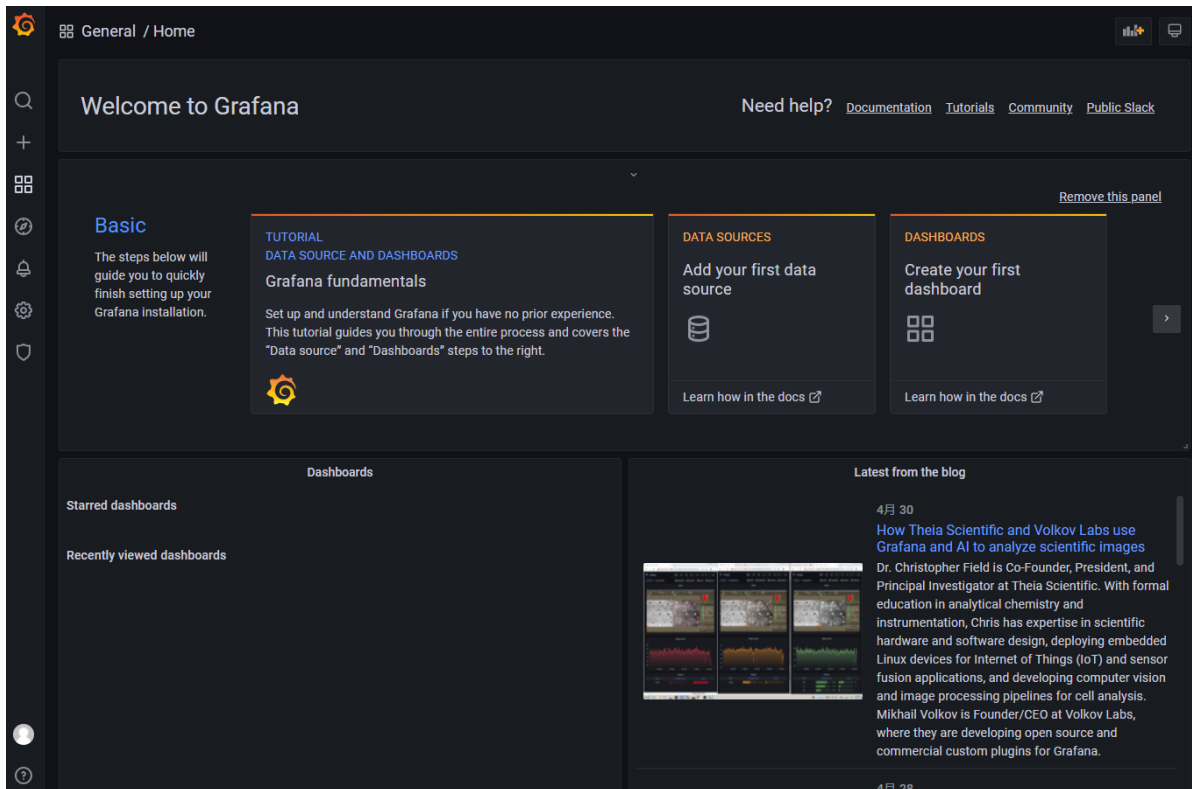 General / Home
Welcome to Grafana
Need help? Documentation Tutorials Community Public Slack
Remove this panel
Basic
The steps below will
guide you to quickly
finish setting up your
Grafana installation.
TUTORIAL
DATA SOURCE AND DASHBOARDS
Grafana fundamentals
Set up and understand Grafana if you have no prior experience.
This tutorial guides you through the entire process and covers the
“Data source” and “Dashboards” steps to the right.
DATA SOURCES
Add your first data
source
Learn how in the docs
DASHBOARDS
Create your first
dashboard
Learn how in the docs
Dashboards
Starred dashboards
Recently viewed dashboards
Latest from the blog
4月 30
How Theia Scientific and Volkov Labs use
Grafana and AI to analyze scientific images
Dr. Christopher Field is Co-Founder, President, and
Principal Investigator at Theia Scientific. With formal
education in analytical chemistry and
instrumentation, Chris has expertise in scientific
hardware and software design, deploying embedded
Linux devices for Internet of Things (IoT) and sensor
fusion applications, and developing computer vision
and image processing pipelines for cell analysis.
Mikhail Volkov is Founder/CEO at Volkov Labs,
where they are developing open source and
commercial custom plugins for Grafana.
4月 28